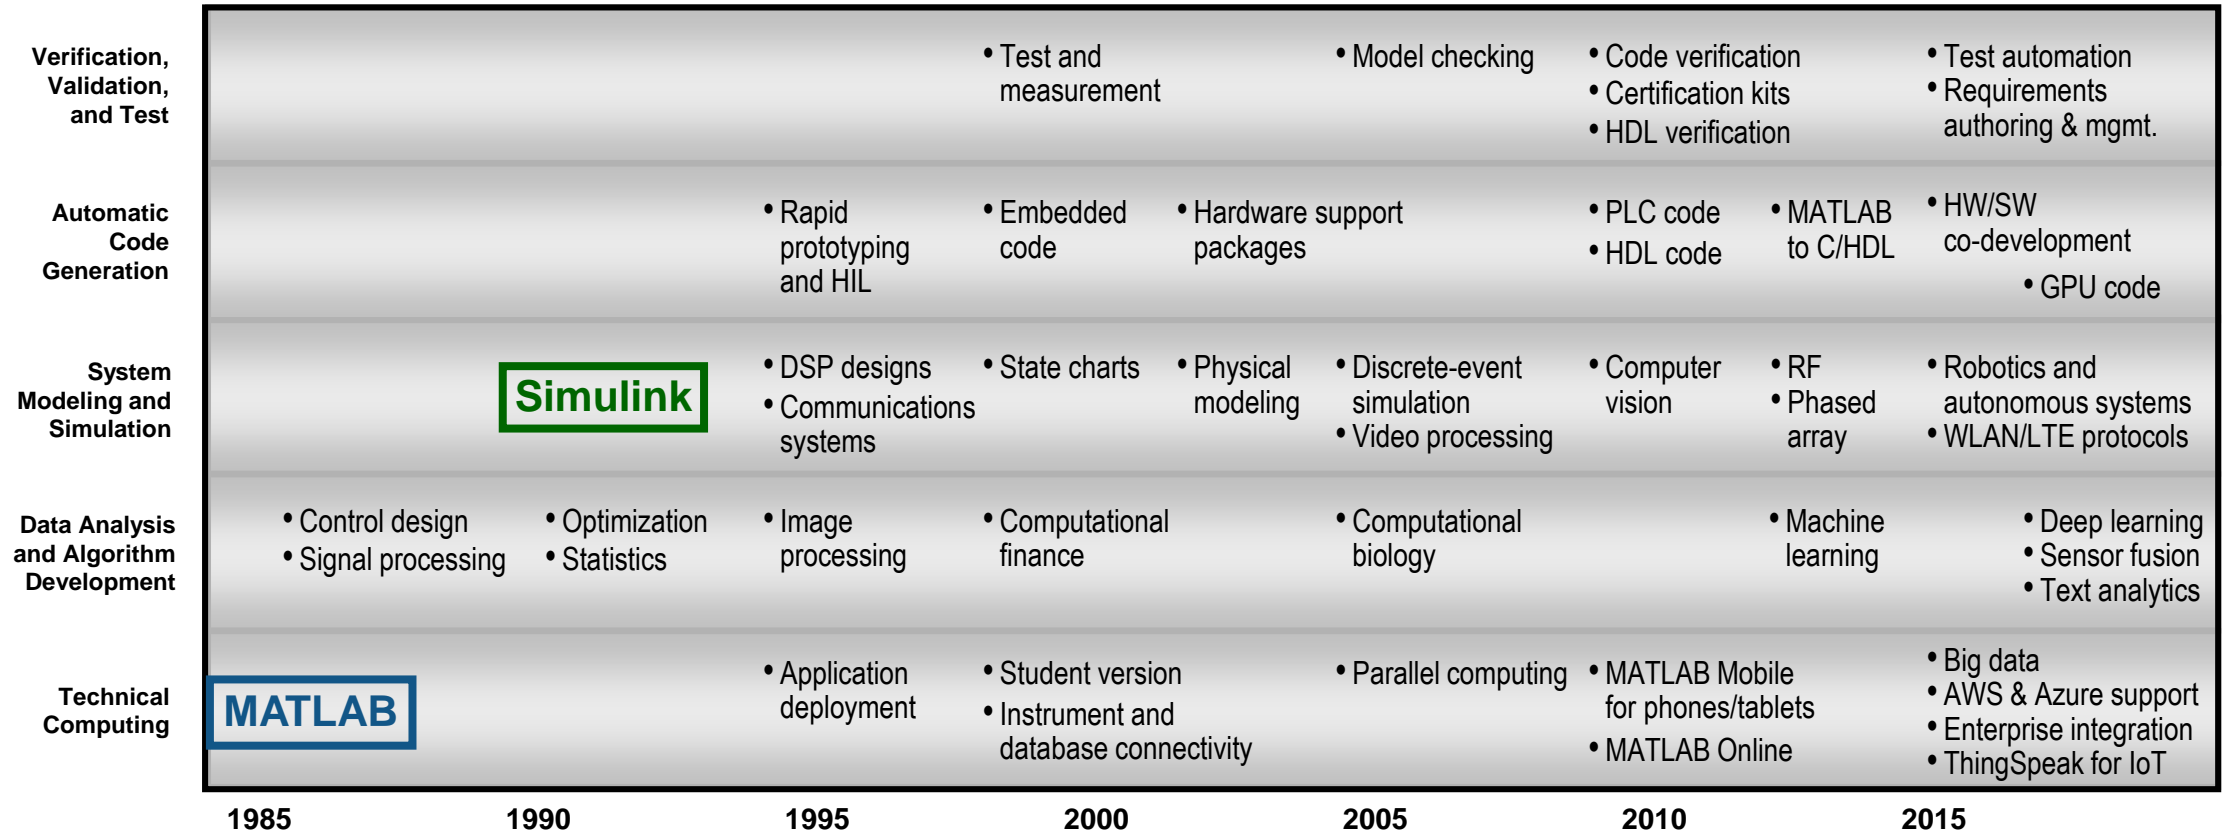 Verification,
Validation,
and Test
• Test and
measurement
• Model checking
• Code verification
• Certification kits
• HDL verification
• Test automation
• Requirements
authoring & mgmt.
Automatic
Code
Generation
• Rapid
prototyping
and HIL
• Embedded
code
• Hardware support
packages
• PLC code
• HDL code
• MATLAB
to C/HDL
• HW/SW
co-development
• GPU code
System
Modeling and
Simulation
Simulink
• DSP designs
• Communications
systems
• State charts
• Physical
modeling
• Discrete-event
simulation
• Video processing
• Computer
vision
• RF
• Phased
array
• Robotics and
autonomous systems
• WLAN/LTE protocols
Data Analysis
and Algorithm
Development
• Control design
• Signal processing
• Optimization
• Statistics
• Image
processing
• Computational
finance
• Computational
biology
• Machine
learning
• Deep learning
• Sensor fusion
• Text analytics
Technical
Computing
MATLAB
• Application
deployment
• Student version
• Instrument and
database connectivity
• Parallel computing
• MATLAB Mobile
for phones/tablets
• MATLAB Online
• Big data
• AWS & Azure support
• Enterprise integration
• ThingSpeak for IoT
1985 1990 1995 2000 2005 2010 2015